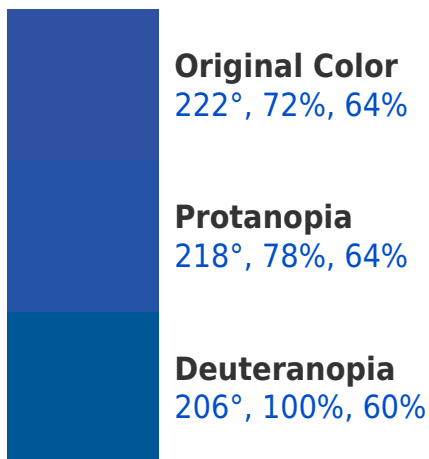 Original Color
222°, 72%, 64%
Protanopia
218°, 78%, 64%
Deuteranopia
206°, 100%, 60%